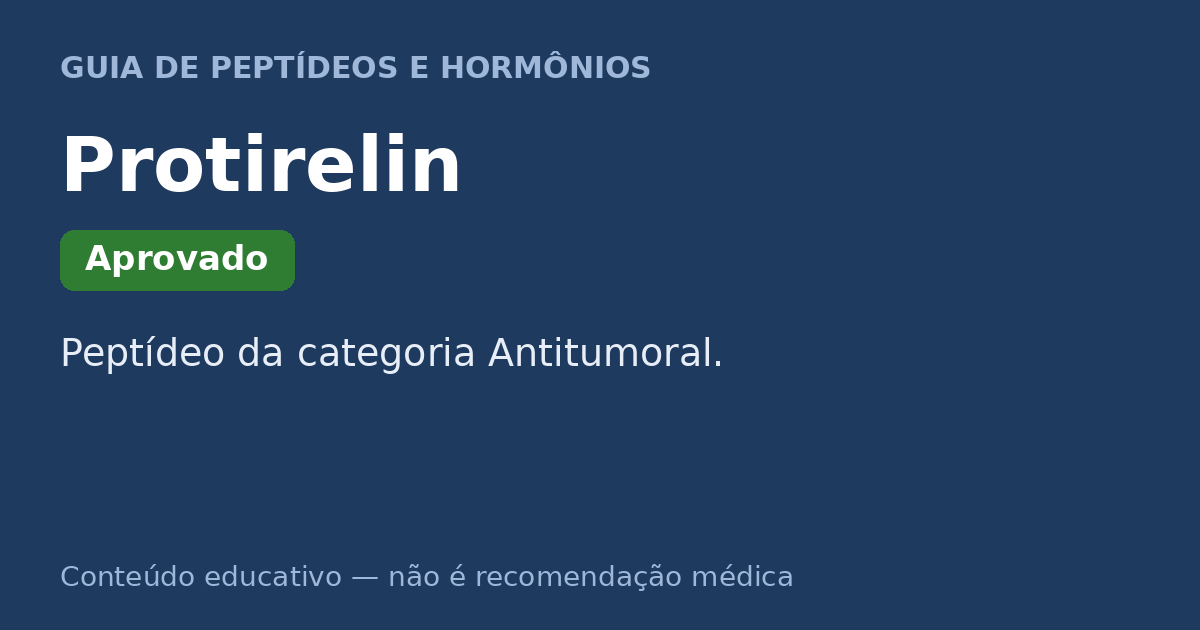 GUIA DE PEPTÍDEOS E HORMÔNIOS
Protirelin
Aprovado
Peptídeo da categoria Antitumoral.
Conteúdo educativo — não é recomendação médica